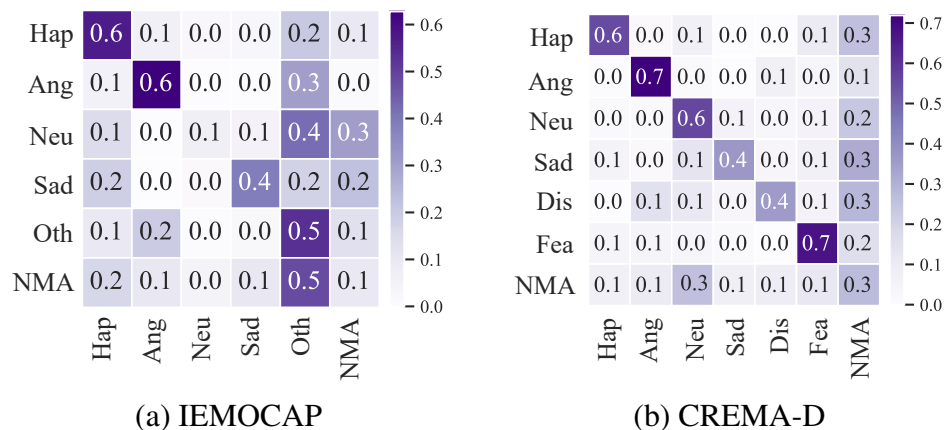 Hap 0.6 0.1 0.0 0.0 0.2 0.1
Ang 0.1 0.6 0.0 0.0 0.3 0.0
Neu 0.1 0.0 0.1 0.1 0.4 0.3
Sad 0.2 0.0 0.0 0.4 0.2 0.2
Oth 0.1 0.2 0.0 0.0 0.5 0.1
NMA 0.2 0.1 0.0 0.1 0.5 0.1
Hap Ang Neu Sad Oth NMA
0.6
0.5
0.4
0.3
0.2
0.1
0.0
(a) IEMOCAP
Hap 0.6 0.0 0.1 0.0 0.0 0.1 0.3
Ang 0.0 0.7 0.0 0.0 0.1 0.0 0.1
Neu 0.0 0.0 0.6 0.1 0.0 0.1 0.2
Sad 0.1 0.0 0.1 0.4 0.0 0.1 0.3
Dis 0.0 0.1 0.1 0.0 0.4 0.1 0.3
Fea 0.1 0.1 0.0 0.0 0.0 0.7 0.2
NMA 0.1 0.1 0.3 0.1 0.1 0.1 0.3
Hap Ang Neu Sad Dis Fea NMA
0.7
0.6
0.5
0.4
0.3
0.2
0.1
0.0
(b) CREMA-D